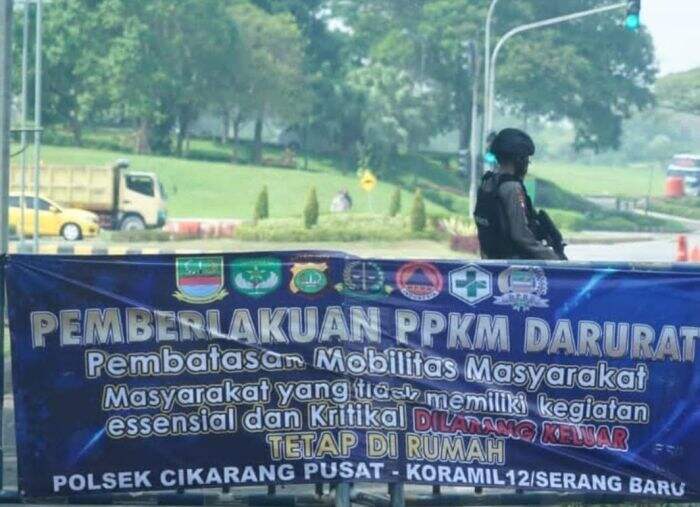 PEMBERLAKUAN PPKM DARURAT
Pembatasan Mobilitas Masyarakat
Masyarakat yang tidak memiliki kegiatan
essensial dan Kritikal DILARANG KELUAR
TETAP DI RUMAH
POLSEK CIKARANG PUSAT - KORAMIL12/SERANG BARU